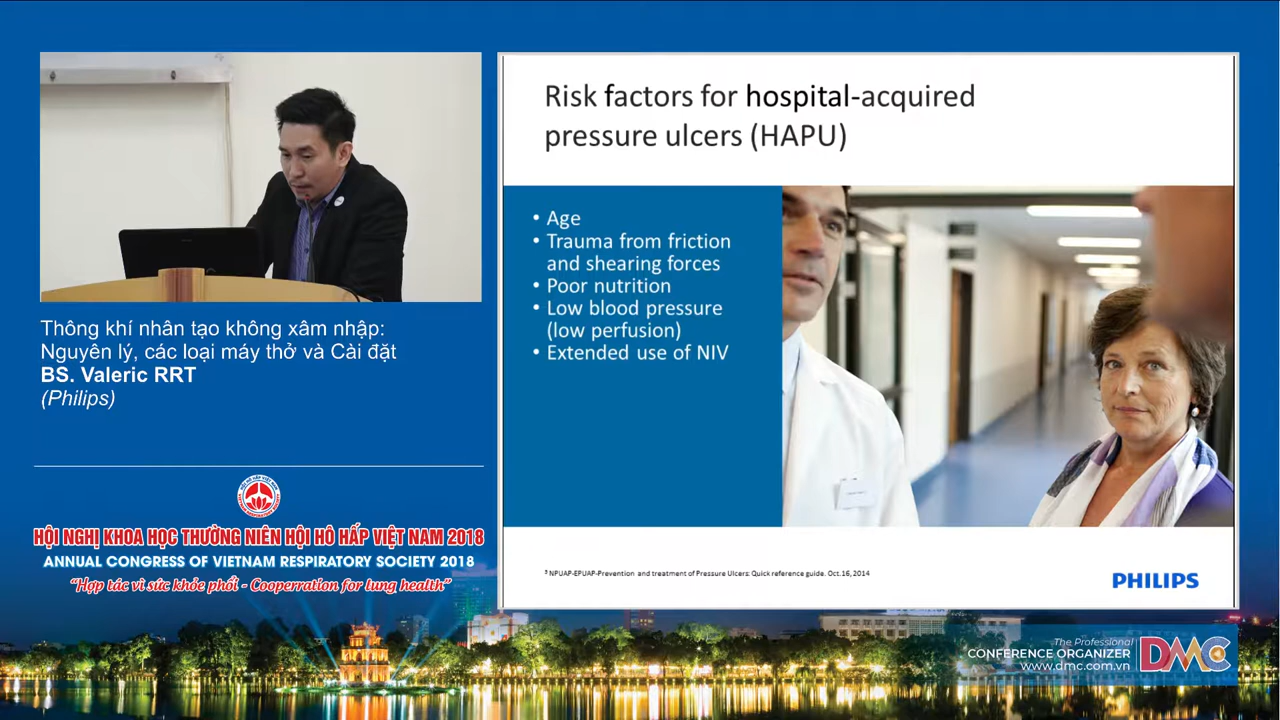 Thông khí nhân tạo không xâm nhập:
Nguyên lý, các loại máy thở và Cài đặt
BS. Valeric RRT
(Philips)
HỘI NGHỊ KHOA HỌC THƯỜNG NIÊN HỘI HÔ HẤP VIỆT NAM 2018
ANNUAL CONGRESS OF VIETNAM RESPIRATORY SOCIETY 2018
“Hợp tác vì sức khỏe phổi - Cooperration for lung health”
Risk factors for hospital-acquired
pressure ulcers (HAPU)
• Age
• Trauma from friction
and shearing forces
• Poor nutrition
• Low blood pressure
(low perfusion)
• Extended use of NIV
3 NPUAP-EPUAP-Prevention and treatment of Pressure Ulcers: Quick reference guide. Oct.16, 2014
PHILIPS
The Professional
CONFERENCE ORGANIZER
www.dmc.com.vn
DMC